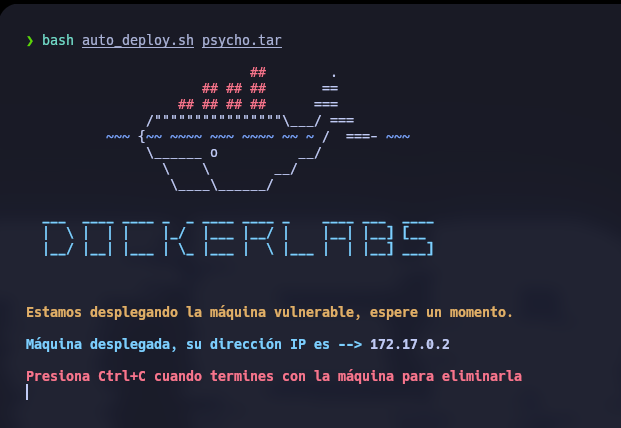 ❯ bash auto_deploy.sh psycho.tar
##         .
## ## ##       ==
## ## ## ##      ===
/""""""""""""""""\___/ ===
~~~ {~~ ~~~~ ~~~ ~~~~ ~~ ~ /  ===- ~~~
\______ o          __/
\    \        __/
\____\______/
DOCKERLABS
Estamos desplegando la máquina vulnerable, espere un momento.
Máquina desplegada, su dirección IP es --> 172.17.0.2
Presiona Ctrl+C cuando termines con la máquina para eliminarla